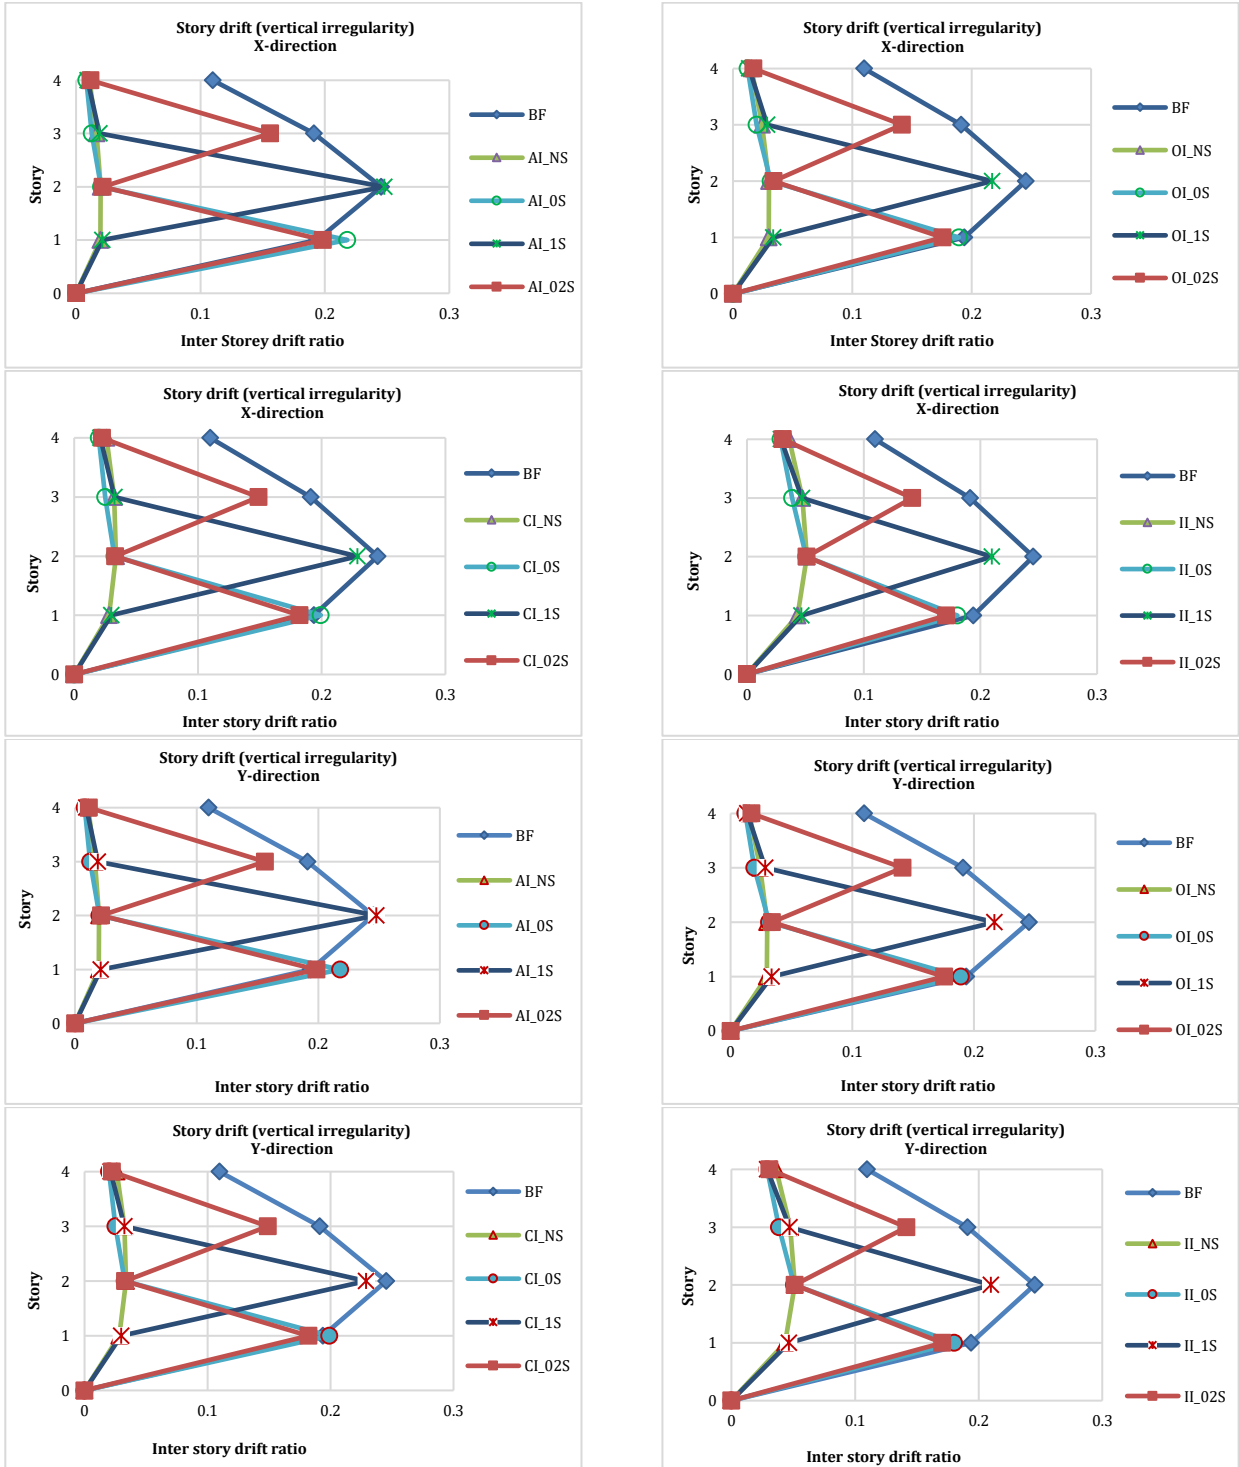 Story drift (vertical irregularity)
X-direction
4
3
2
1
0
Story
0
0.1
0.2
0.3
Inter Storey drift ratio
BF
AI_NS
AI_0S
AI_1S
AI_02S
Story drift (vertical irregularity)
X-direction
4
3
2
1
0
Story
0
0.1
0.2
0.3
Inter Storey drift ratio
BF
OI_NS
OI_0S
OI_1S
OI_02S
Story drift (vertical irregularity)
X-direction
4
3
2
1
0
Story
0
0.1
0.2
0.3
Inter story drift ratio
BF
CI_NS
CI_0S
CI_1S
CI_02S
Story drift (vertical irregularity)
X-direction
4
3
2
1
0
Story
0
0.1
0.2
0.3
Inter story drift ratio
BF
II_NS
II_0S
II_1S
II_02S
Story drift (vertical irregularity)
Y-direction
4
3
2
1
0
Story
0
0.1
0.2
0.3
Inter story drift ratio
BF
AI_NS
AI_0S
AI_1S
AI_02S
Story drift (vertical irregularity)
Y-direction
4
3
2
1
0
Story
0
0.1
0.2
0.3
Inter story drift ratio
BF
OI_NS
OI_0S
OI_1S
OI_02S
Story drift (vertical irregularity)
Y-direction
4
3
2
1
0
Story
0
0.1
0.2
0.3
Inter story drift ratio
BF
CI_NS
CI_0S
CI_1S
CI_02S
Story drift (vertical irregularity)
Y-direction
4
3
2
1
0
Story
0
0.1
0.2
0.3
Inter story drift ratio
BF
II_NS
II_0S
II_1S
II_02S